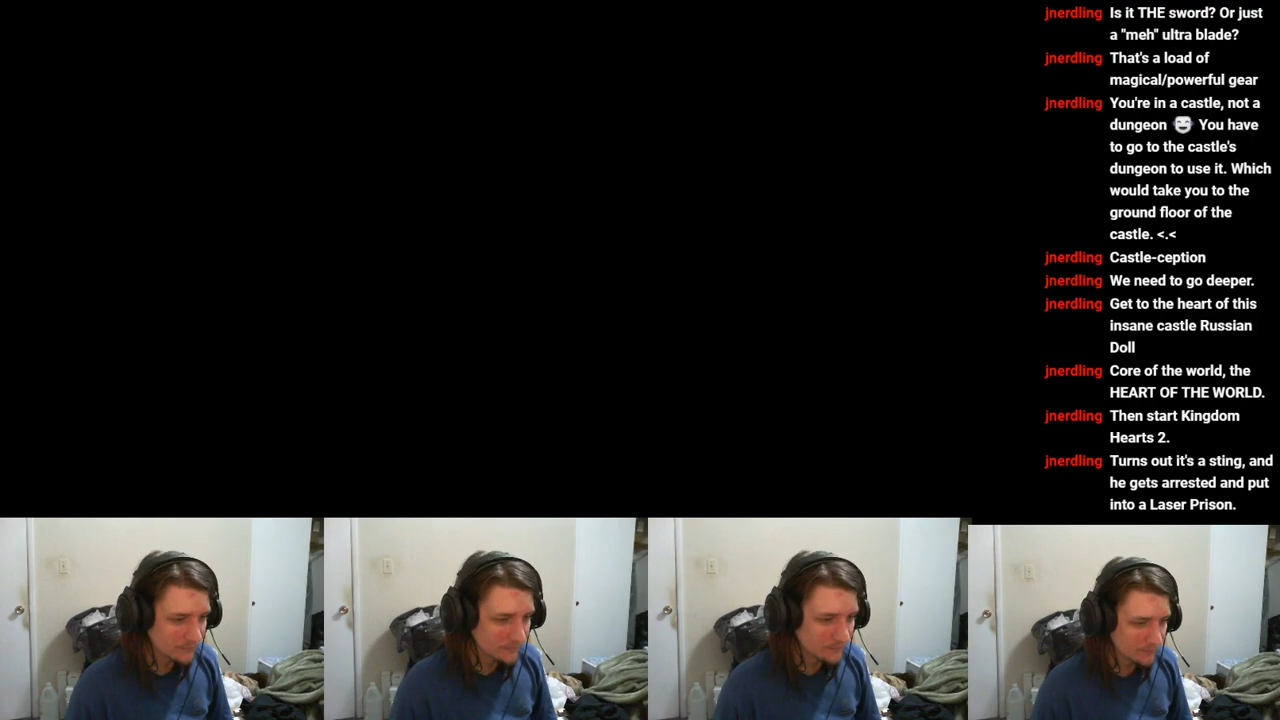 jnerdling Is it THE sword? Or just
a "meh" ultra blade?
jnerdling That's a load of
magical/powerful gear
jnerdling You're in a castle, not a
dungeon You have
to go to the castle's
dungeon to use it. Which
would take you to the
ground floor of the
castle. <.<
jnerdling Castle-ception
jnerdling We need to go deeper.
jnerdling Get to the heart of this
insane castle Russian
Doll
jnerdling Core of the world, the
HEART OF THE WORLD.
jnerdling Then start Kingdom
Hearts 2.
jnerdling Turns out it's a sting, and
he gets arrested and put
into a Laser Prison.